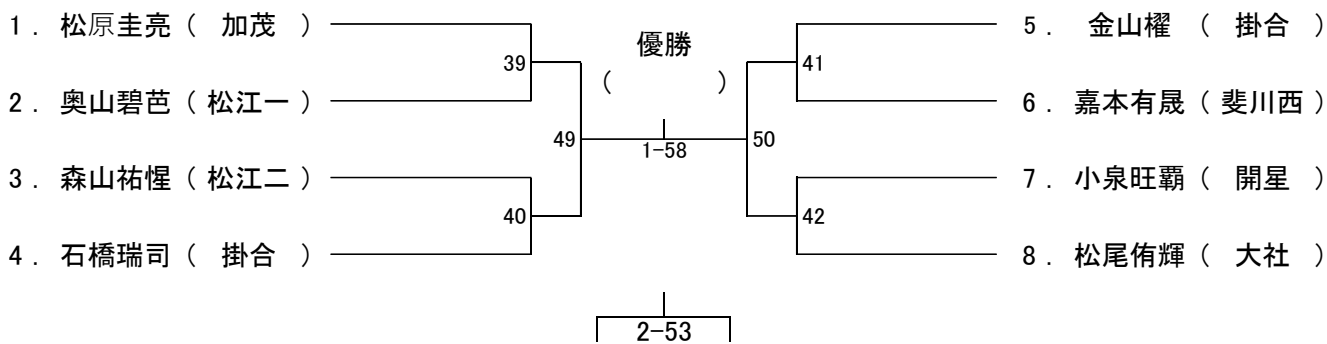 1. 松原圭亮（ 加茂 ）
39
2. 奥山碧芭（ 松江一 ）
49
3. 森山祐惺（ 松江二 ）
40
4. 石橋瑞司（ 掛合 ）
優勝
（ ）
1-58
2-53
5. 金山櫂 （ 掛合 ）
41
6. 嘉本有晟（ 斐川西 ）
50
7. 小泉旺覇（ 開星 ）
42
8. 松尾侑輝（ 大社 ）